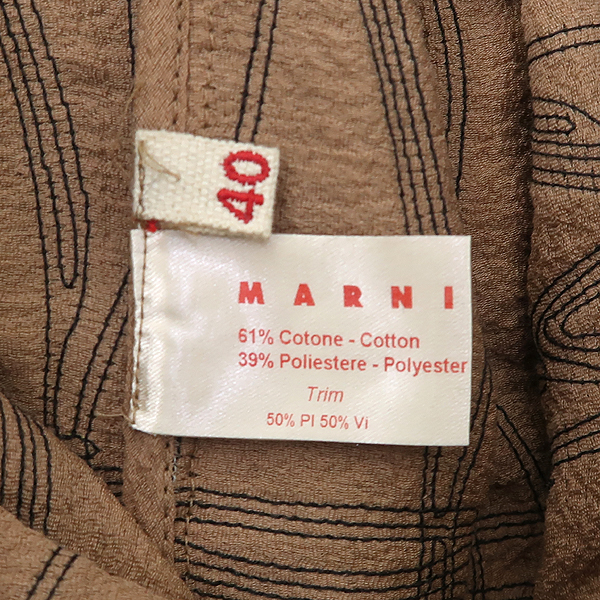 40
MARNI
61% Cotone - Cotton
39% Poliestere - Polyester
Trim
50% Pl 50% Vi